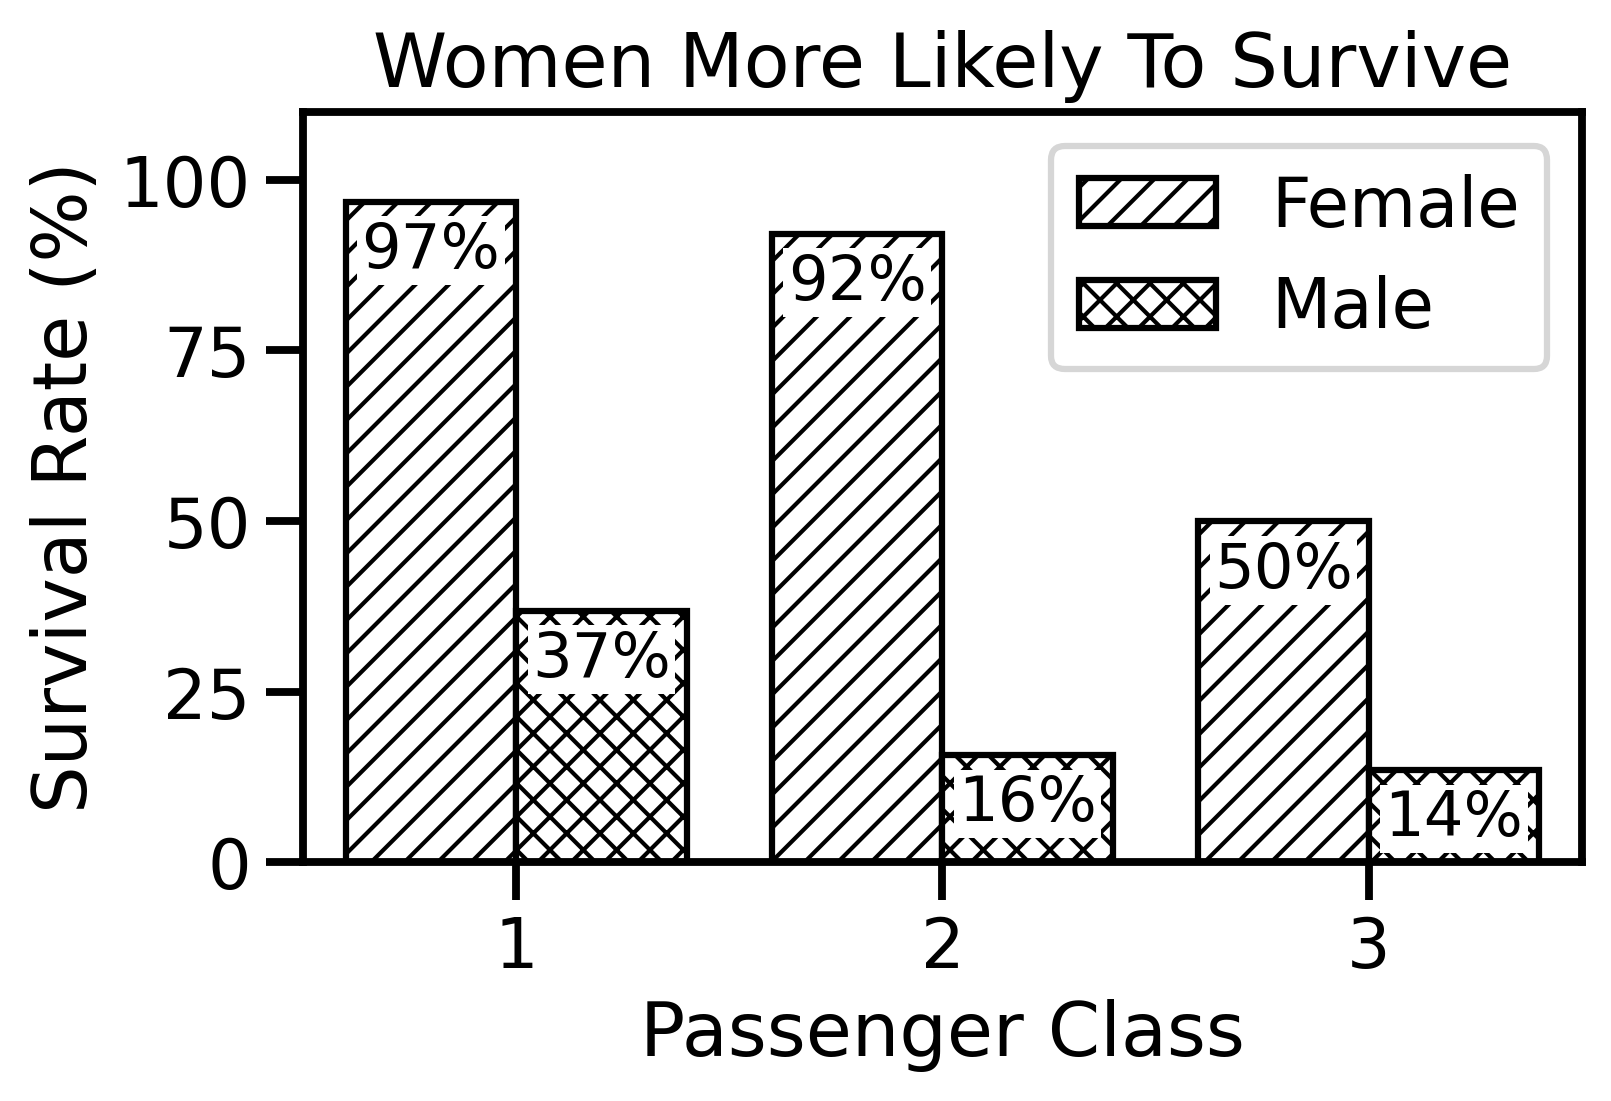 Women More Likely To Survive
Survival Rate (%)
100
75
50
25
0
97%
37%
92%
16%
50%
14%
Female
Male
1
2
3
Passenger Class